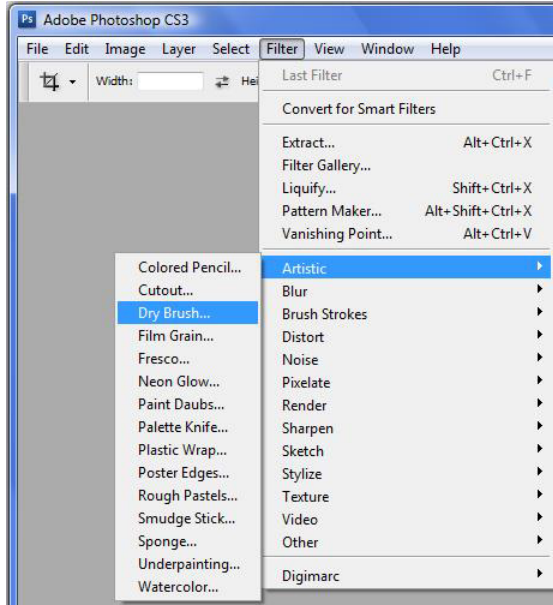 Ps Adobe Photoshop CS3
File Edit Image Layer Select Filter View Window Help
Width: Hei
Last Filter Ctrl+F
Convert for Smart Filters
Extract... Alt+Ctrl+X
Filter Gallery...
Liquify... Shift+Ctrl+X
Pattern Maker... Alt+Shift+Ctrl+X
Vanishing Point... Alt+Ctrl+V
Artistic
Blur
Brush Strokes
Distort
Noise
Pixelate
Render
Sharpen
Sketch
Stylize
Texture
Video
Other
Digimarc
Colored Pencil...
Cutout...
Dry Brush...
Film Grain...
Fresco...
Neon Glow...
Paint Daubs...
Palette Knife...
Plastic Wrap...
Poster Edges...
Rough Pastels...
Smudge Stick...
Sponge...
Underpainting...
Watercolor...